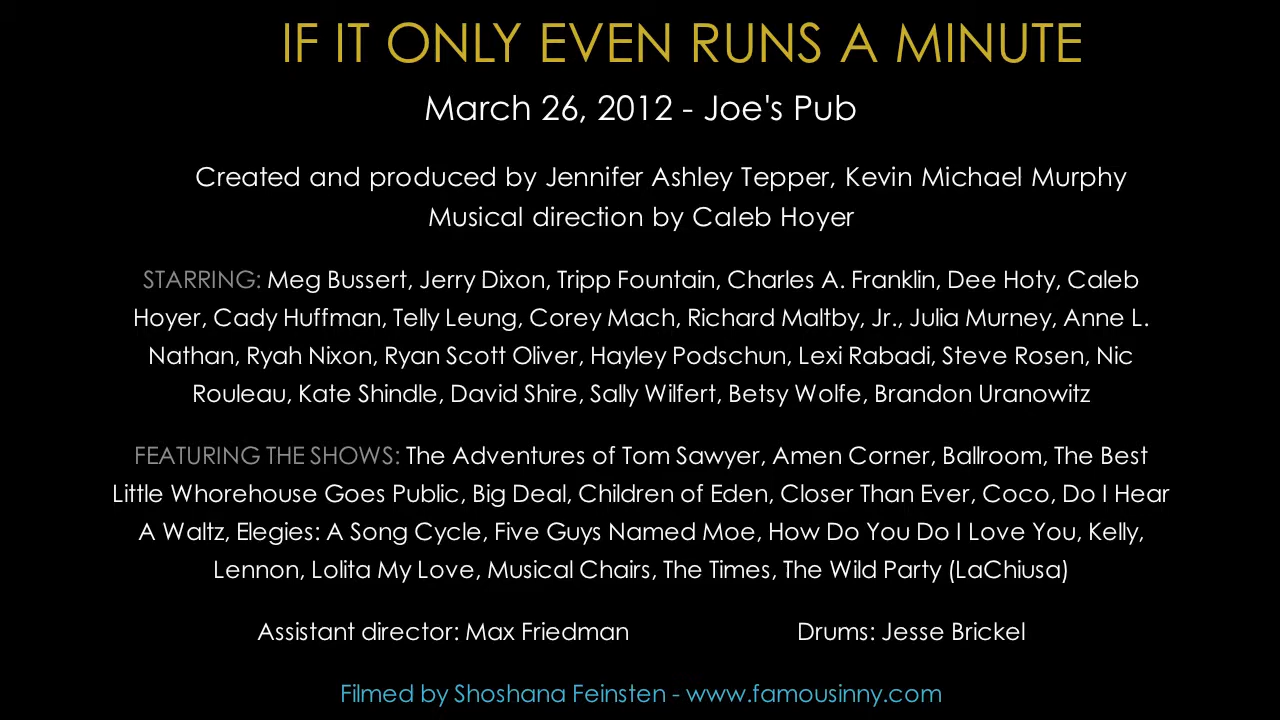 IF IT ONLY EVEN RUNS A MINUTE
March 26, 2012 - Joe's Pub
Created and produced by Jennifer Ashley Tepper, Kevin Michael Murphy
Musical direction by Caleb Hoyer
STARRING: Meg Bussert, Jerry Dixon, Tripp Fountain, Charles A. Franklin, Dee Hoty, Caleb
Hoyer, Cady Huffman, Telly Leung, Corey Mach, Richard Maltby, Jr., Julia Murney, Anne L.
Nathan, Ryah Nixon, Ryan Scott Oliver, Hayley Podschun, Lexi Rabadi, Steve Rosen, Nic
Rouleau, Kate Shindle, David Shire, Sally Wilfert, Betsy Wolfe, Brandon Uranowitz
FEATURING THE SHOWS: The Adventures of Tom Sawyer, Amen Corner, Ballroom, The Best
Little Whorehouse Goes Public, Big Deal, Children of Eden, Closer Than Ever, Coco, Do I Hear
A Waltz, Elegies: A Song Cycle, Five Guys Named Moe, How Do You Do I Love You, Kelly,
Lennon, Lolita My Love, Musical Chairs, The Times, The Wild Party (LaChiusa)
Assistant director: Max Friedman Drums: Jesse Brickel
Filmed by Shoshana Feinsten - www.famousinny.com